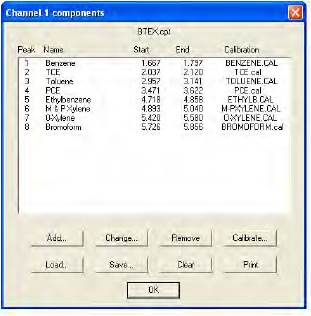 Channel 1 components
BTEX.cpt
Peak Name Start End Calibration
1 Benzene 1.667 1.797 BENZENE.CAL
2 TCE 2.037 2.120 TCE.cal
3 Toluene 2.957 3.141 TOLUENE.CAL
4 PCE 3.471 3.622 PCE.cal
5 Ethylbenzene 4.718 4.858 ETHYLB.CAL
6 M & P Xylene 4.893 5.040 M-PXYLENE.CAL
7 O-Xylene 5.420 5.580 O-XYLENE.CAL
8 Bromoform 5.726 5.856 BROMOFORM.cal
Add... Change... Remove Calibrate...
Load... Save... Clear Print
OK